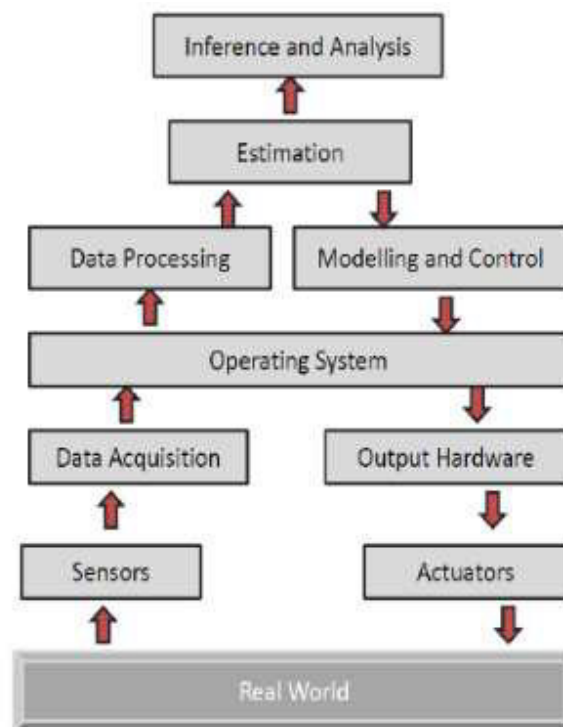 Inference and Analysis
Estimation
Data Processing
Modelling and Control
Operating System
Data Acquisition
Output Hardware
Sensors
Actuators
Real World